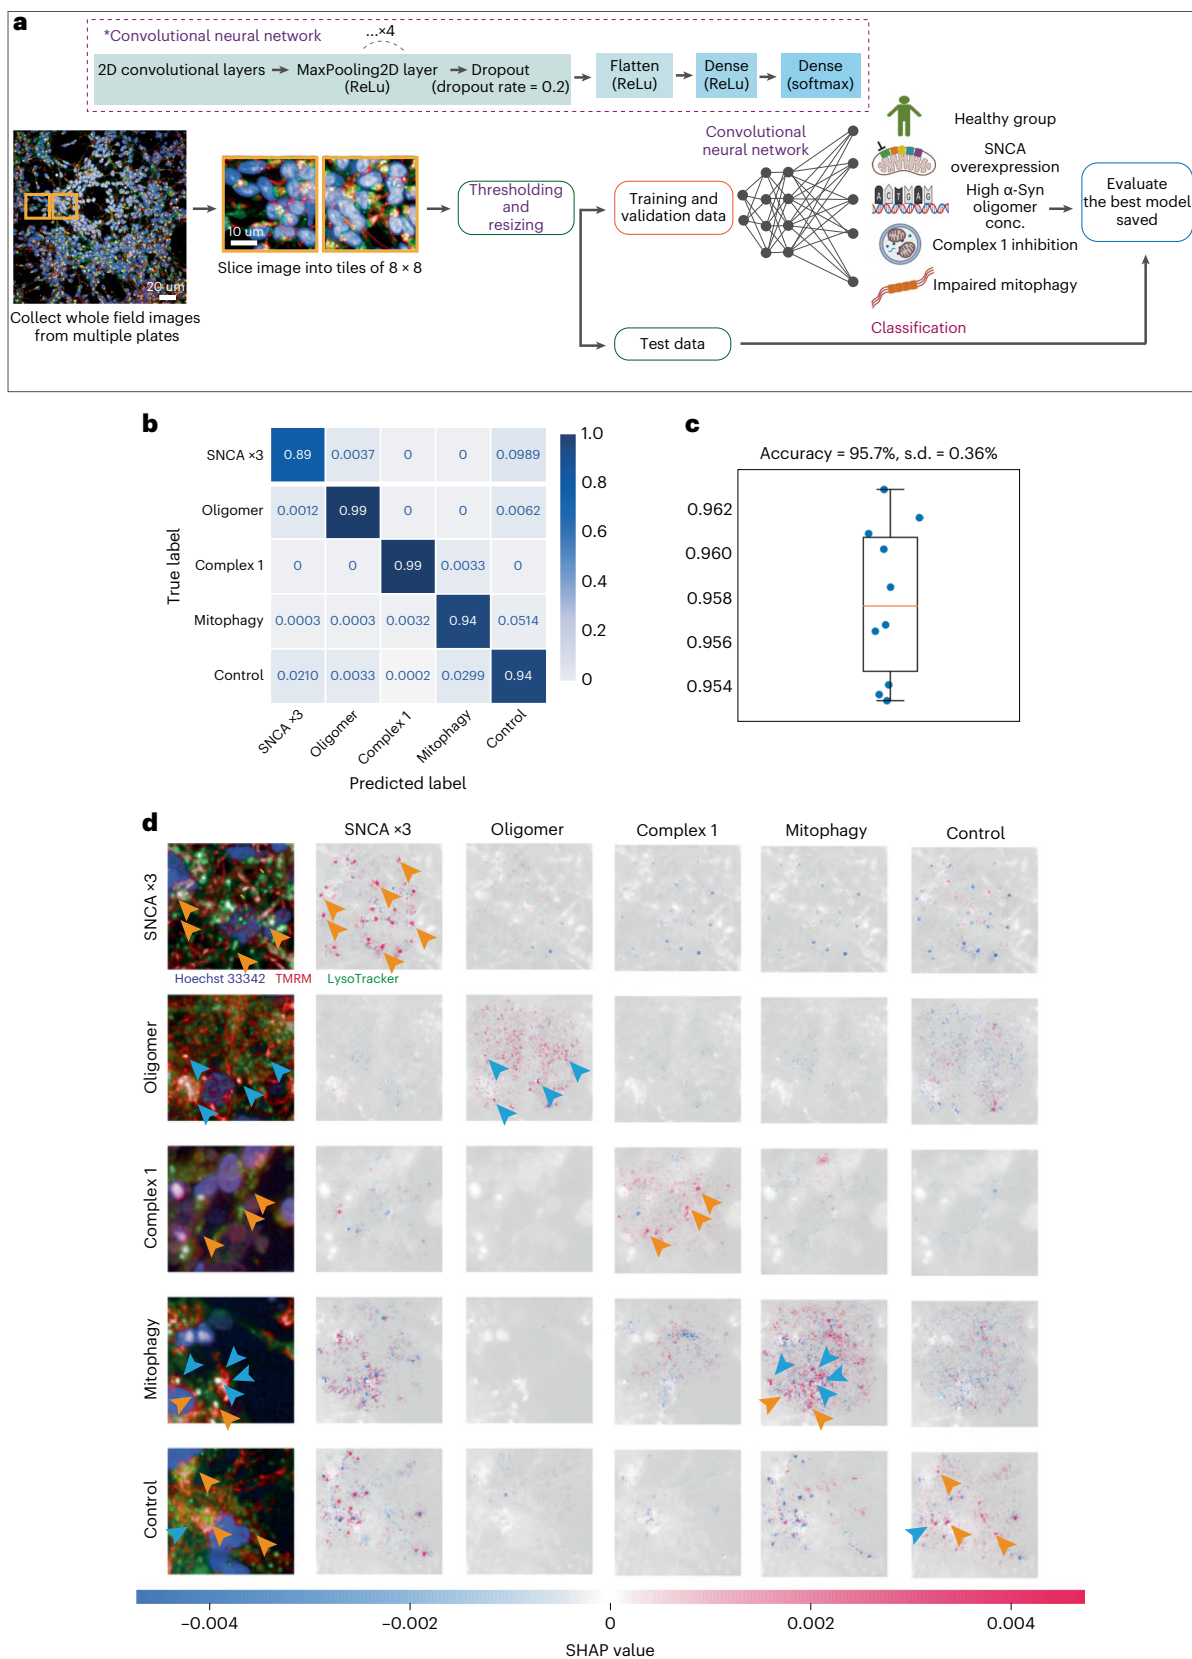 a
*Convolutional neural network
...×4
2D convolutional layers
MaxPooling2D layer
(ReLu)
Dropout
(dropout rate = 0.2)
Flatten
(ReLu)
Dense
(ReLu)
Dense
(softmax)
20 um
Collect whole field images
from multiple plates
10 um
Slice image into tiles of 8 × 8
Thresholding
and
resizing
Training and
validation data
Test data
Convolutional
neural network
Healthy group
SNCA
overexpression
A C T G A G
High α-Syn
oligomer
conc.
Complex 1 inhibition
Impaired mitophagy
Classification
Evaluate
the best model
saved
b
True label
SNCA ×3
0.89 0.0037 0 0 0.0989
Oligomer
0.0012 0.99 0 0 0.0062
Complex 1
0 0 0.99 0.0033 0
Mitophagy
0.0003 0.0003 0.0032 0.94 0.0514
Control
0.0210 0.0033 0.0002 0.0299 0.94
SNCA ×3
Oligomer
Complex 1
Mitophagy
Control
Predicted label
1.0
0.8
0.6
0.4
0.2
0
c
Accuracy = 95.7%, s.d. = 0.36%
0.962
0.960
0.958
0.956
0.954
d
SNCA ×3 Oligomer Complex 1 Mitophagy Control
SNCA ×3
Hoechst 33342 TMRM LysoTracker
Oligomer
Complex 1
Mitophagy
Control
−0.004 −0.002 0 0.002 0.004
SHAP value